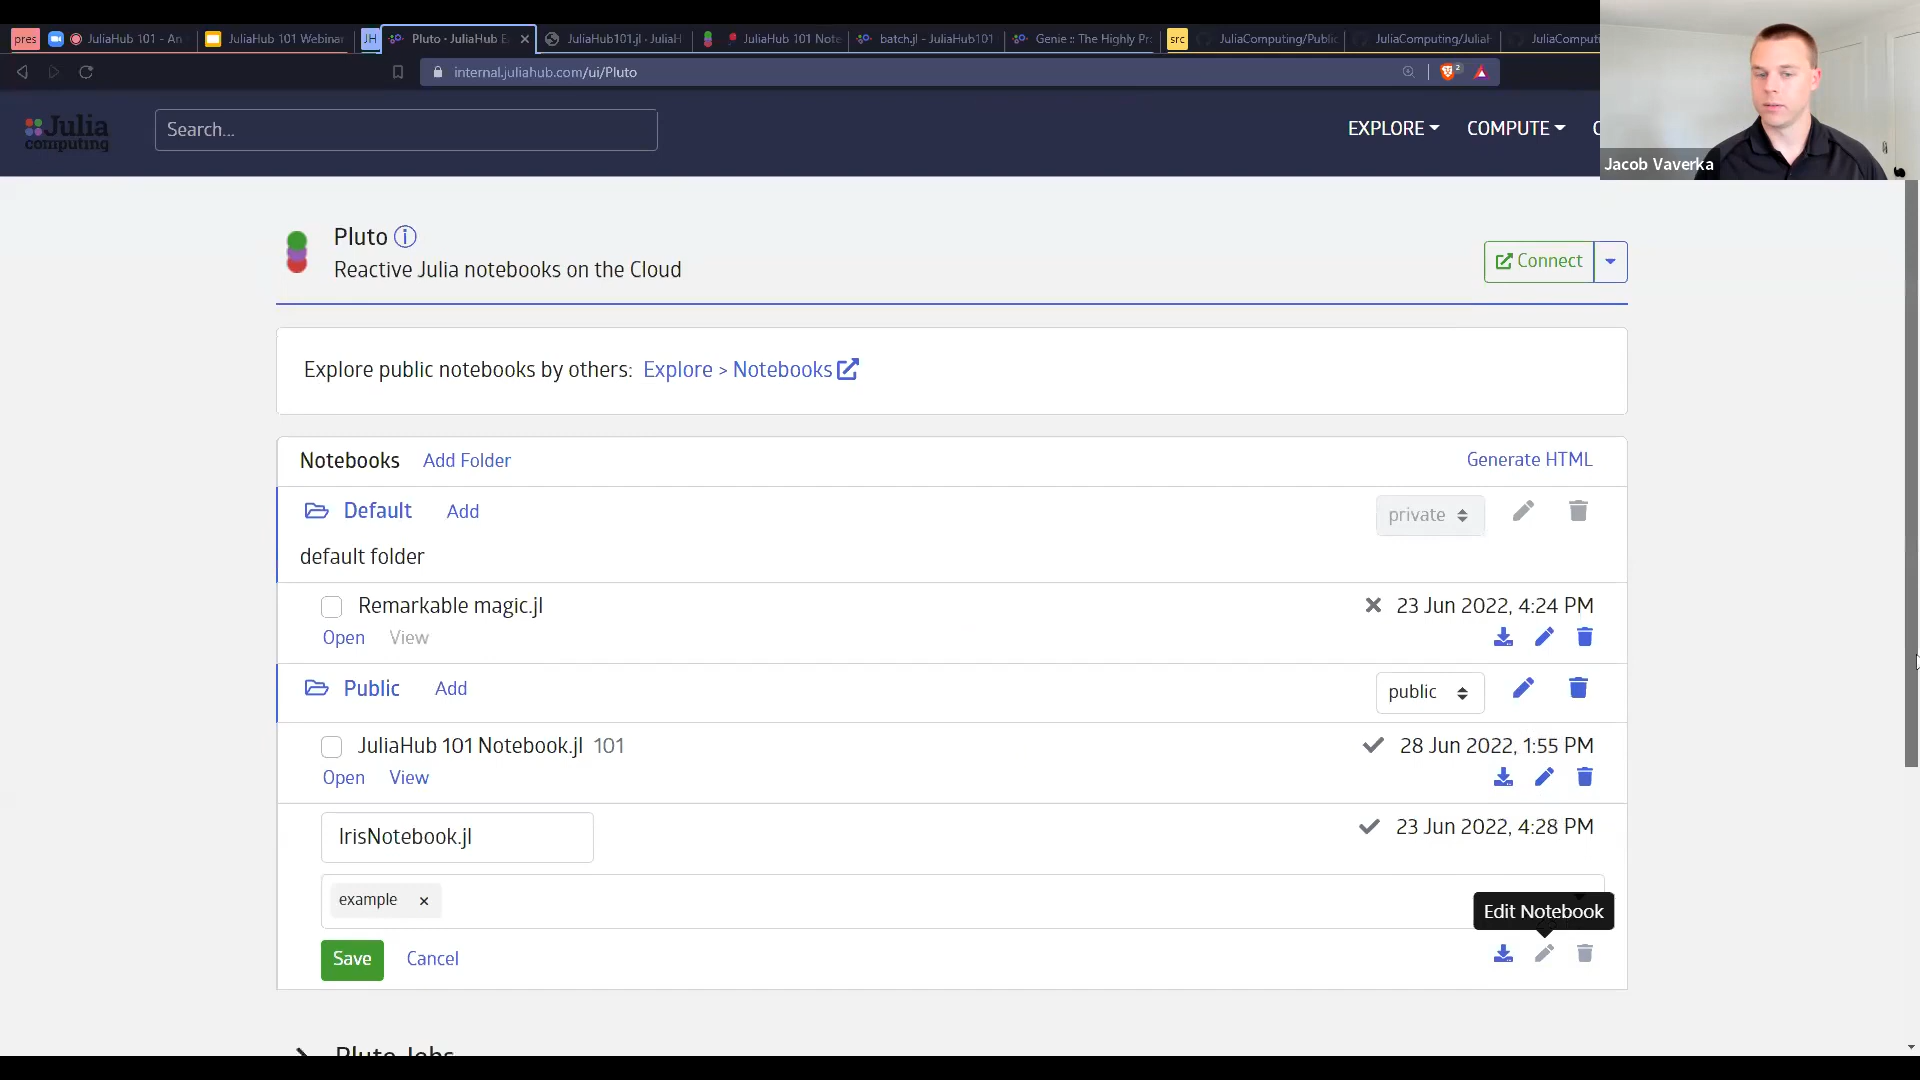 pres JuliaHub 101 - An JuliaHub 101 Webinar JH Pluto · JuliaHub E JuliaHub101.jl · JuliaH JuliaHub 101 Note batch.jl - JuliaHub101 Genie :: The Highly Pr src JuliaComputing/Public JuliaComputing/JuliaH JuliaComputi
internal.juliahub.com/ui/Pluto 2
Julia computing
Search...
EXPLORE COMPUTE
Jacob Vaverka
Pluto
Reactive Julia notebooks on the Cloud
Connect
Explore public notebooks by others: Explore > Notebooks
Notebooks Add Folder Generate HTML
Default Add private
default folder
Remarkable magic.jl 23 Jun 2022, 4:24 PM
Open View
Public Add public
JuliaHub 101 Notebook.jl 101 28 Jun 2022, 1:55 PM
Open View
IrisNotebook.jl 23 Jun 2022, 4:28 PM
example ×
Edit Notebook
Save Cancel
Pluto Jobs